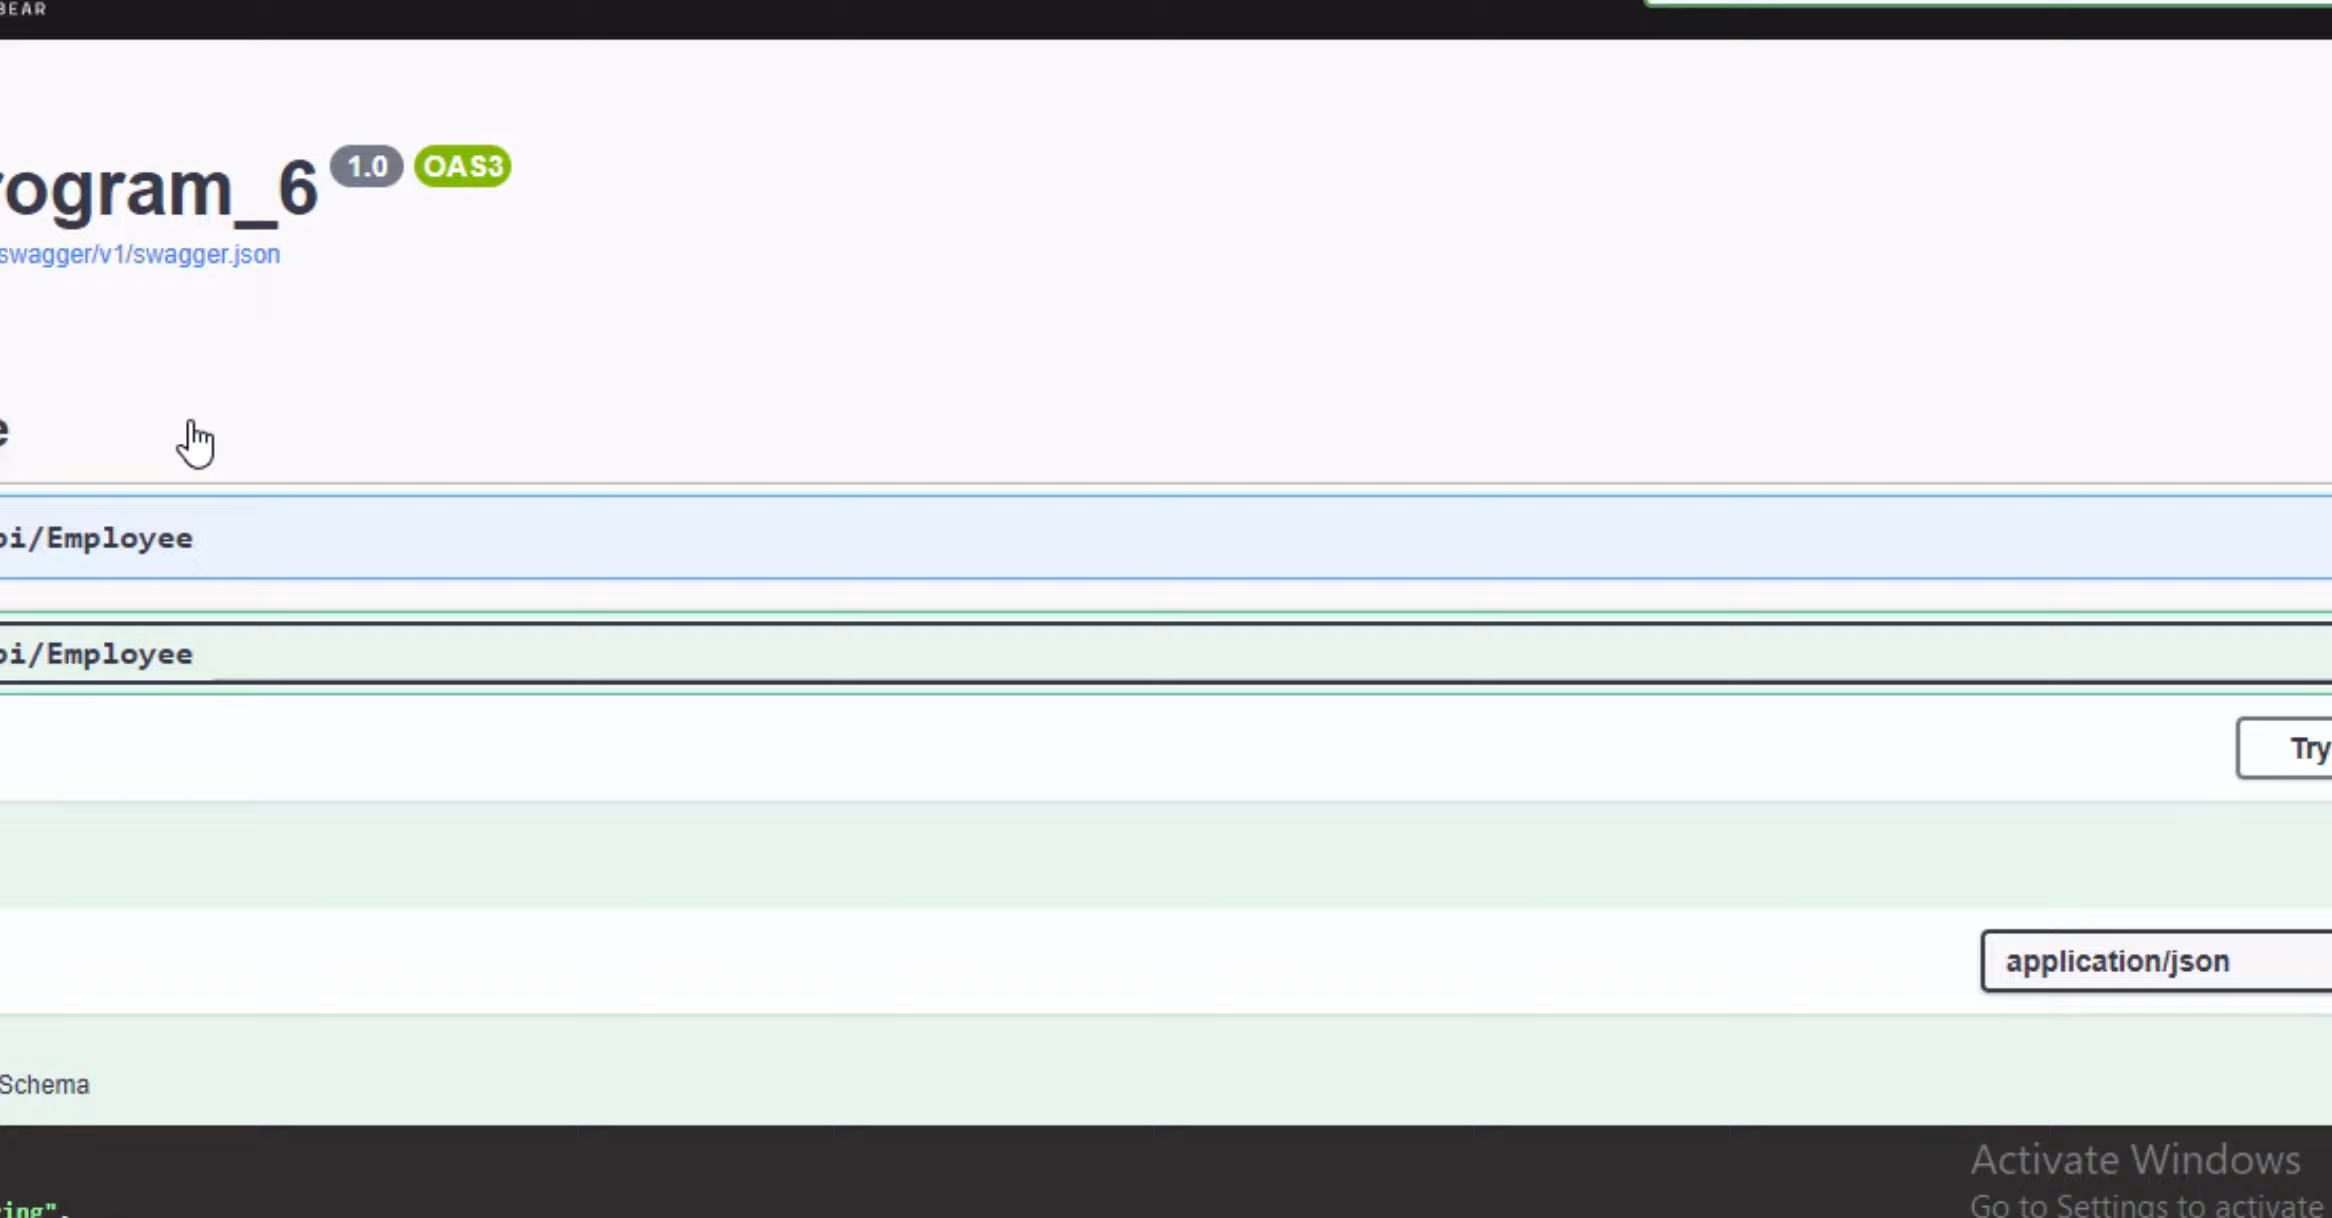 BEAR
rogram_6 1.0 OAS3
swagger/v1/swagger.json
e
pi/Employee
pi/Employee
Try
application/json
Schema
Activate Windows
ing",
Go to Settings to activate